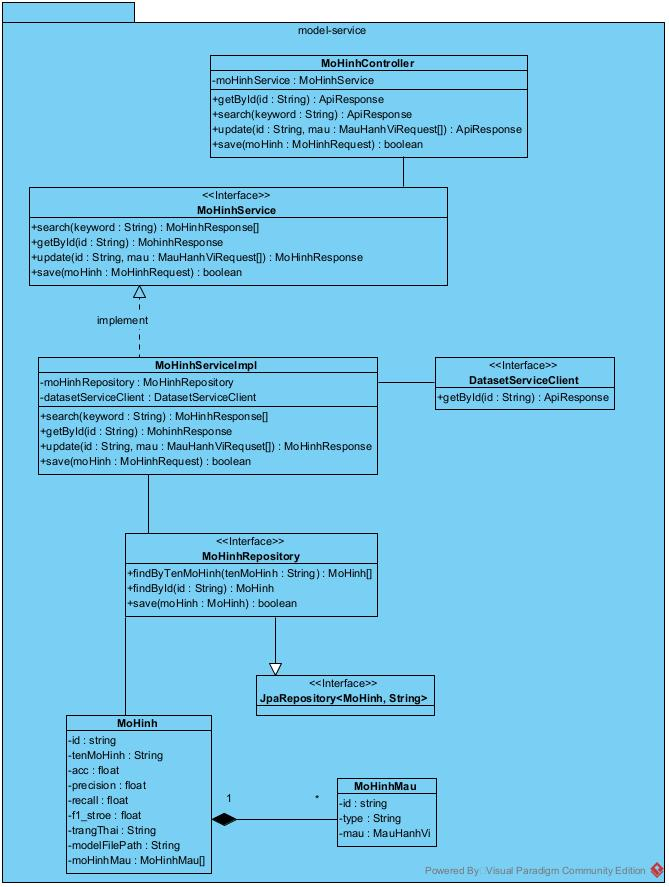 model-service
MoHinhController
-moHinhService : MoHinhService
+getById(id : String) : ApiResponse
+search(keyword : String) : ApiResponse
+update(id : String, mau : MauHanhViRequest[]) : ApiResponse
+save(moHinh : MoHinhRequest) : boolean
<<Interface>>
MoHinhService
+search(keyword : String) : MoHinhResponse[]
+getById(id : String) : MohinhResponse
+update(id : String, mau : MauHanhViRequest[]) : MoHinhResponse
+save(moHinh : MoHinhRequest) : boolean
implement
MoHinhServiceImpl
-moHinhRepository : MoHinhRepository
-datasetServiceClient : DatasetServiceClient
+search(keyword : String) : MoHinhResponse[]
+getById(id : String) : MohinhResponse
+update(id : String, mau : MauHanhViRequset[]) : MoHinhResponse
+save(moHinh : MoHinhRequest) : boolean
<<Interface>>
DatasetServiceClient
+getById(id : String) : ApiResponse
<<Interface>>
MoHinhRepository
+findByTenMoHinh(tenMoHinh : String) : MoHinh[]
+findById(id : String) : MoHinh
+save(moHinh : MoHinh) : boolean
<<Interface>>
JpaRepository<MoHinh, String>
MoHinh
-id : string
-tenMoHinh : String
-acc : float
-precision : float
-recall : float
-f1_stroe : float
-trangThai : String
-modelFilePath : String
-moHinhMau : MoHinhMau[]
1
*
MoHinhMau
-id : string
-type : String
-mau : MauHanhVi
Powered By Visual Paradigm Community Edition